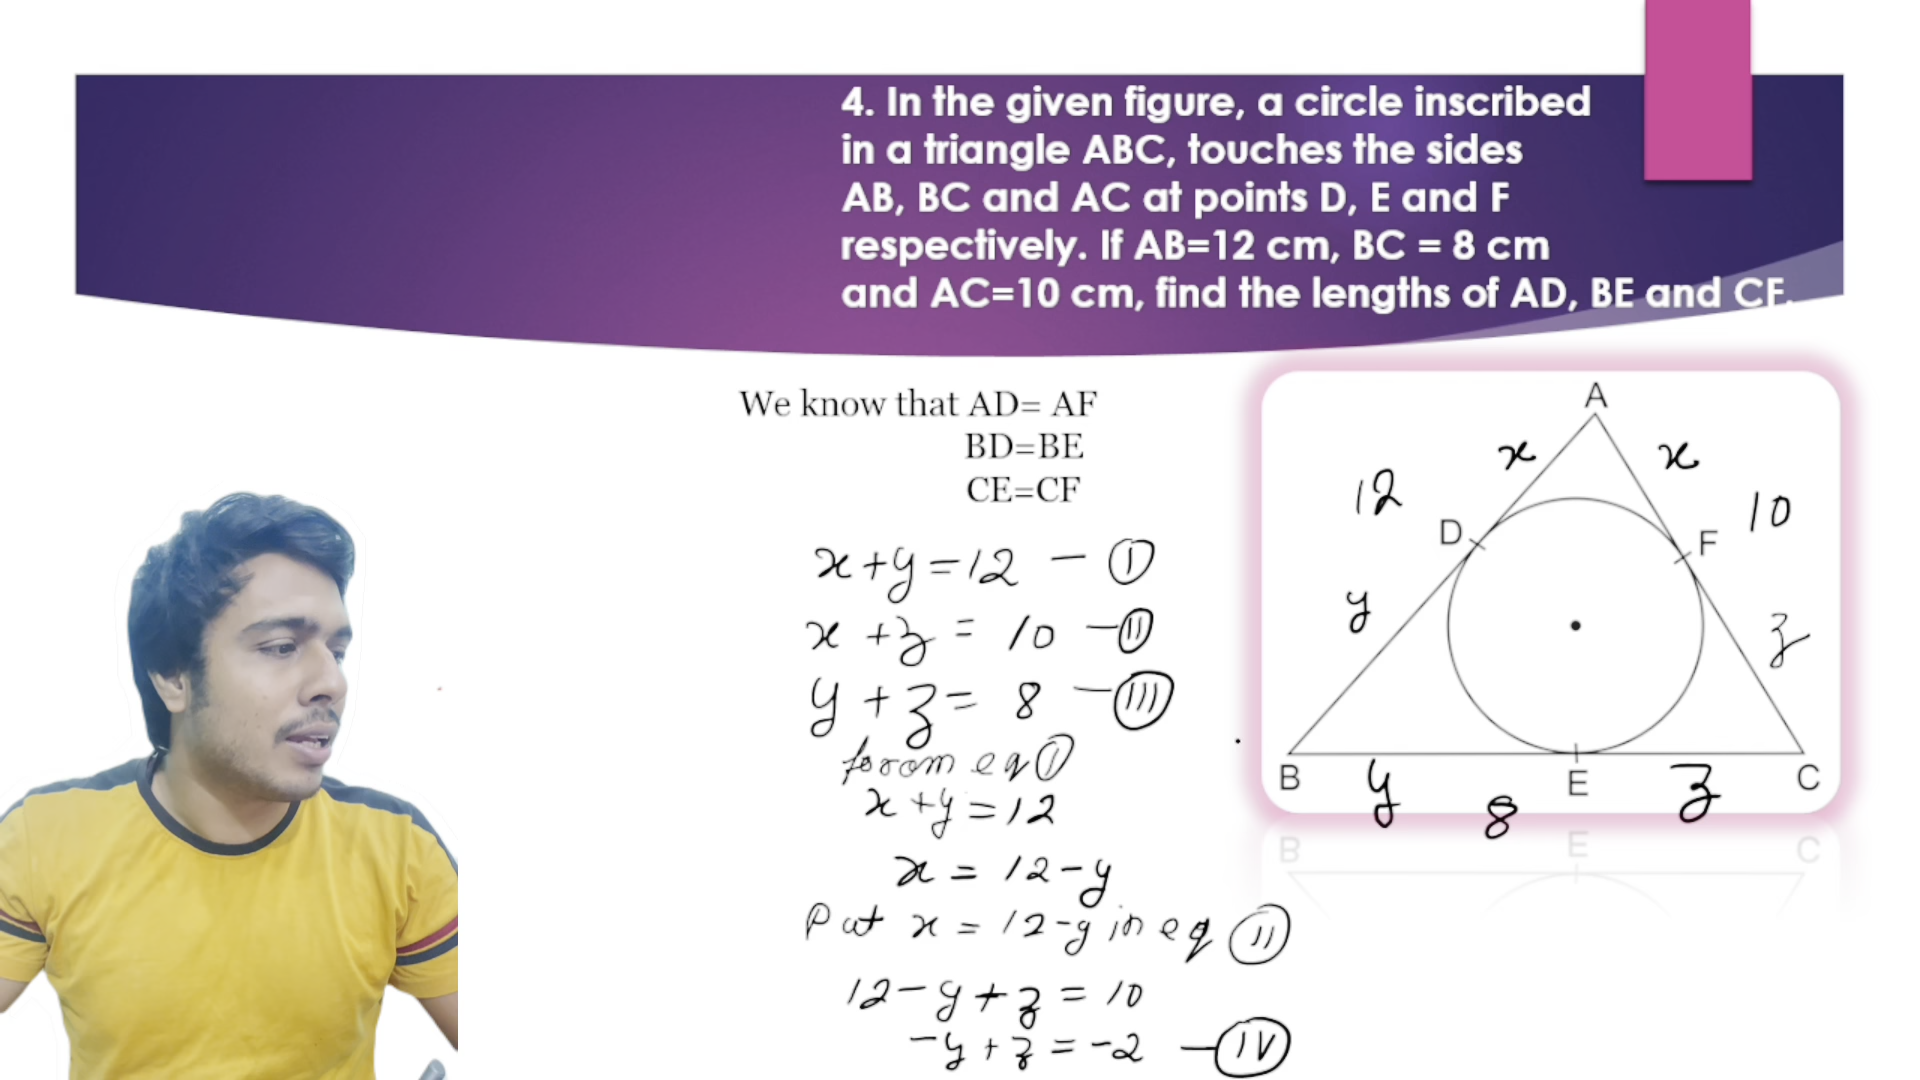 4. In the given figure, a circle inscribed
in a triangle ABC, touches the sides
AB, BC and AC at points D, E and F
respectively. If AB=12 cm, BC = 8 cm
and AC=10 cm, find the lengths of AD, BE and CF.
We know that AD= AF
BD=BE
CE=CF
x+y=12 - (I)
x+z = 10 - (II)
y+z= 8 - (III)
from eq (I)
x+y=12
x = 12-y
Put x = 12-y in eq (II)
12-y+z = 10
-y+z = -2 - (IV)
A
x x
12 10
D F
y z
B E C
y 8 z
B E C